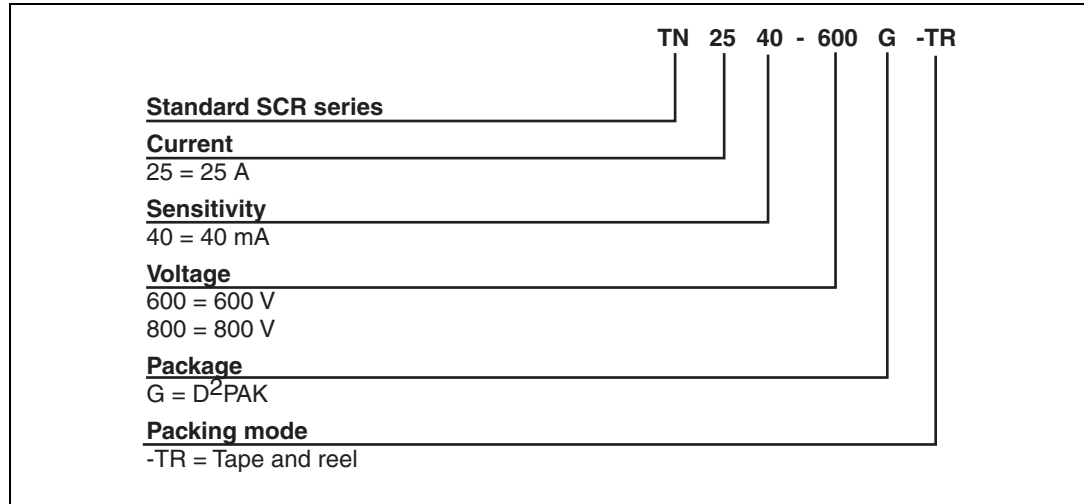 TN 25 40 - 600 G -TR
Standard SCR series
Current
25 = 25 A
Sensitivity
40 = 40 mA
Voltage
600 = 600 V
800 = 800 V
Package
G = D²PAK
Packing mode
-TR = Tape and reel